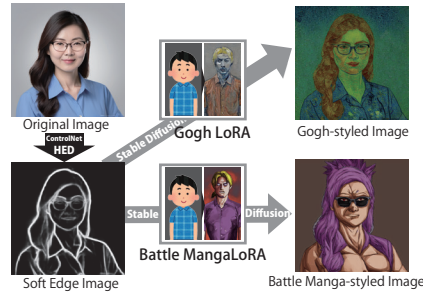 Original Image
ControlNet
HED
Soft Edge Image
Stable Diffusion
Gogh LoRA
Gogh-styled Image
Stable
Diffusion
Battle MangaLoRA
Battle Manga-styled Image